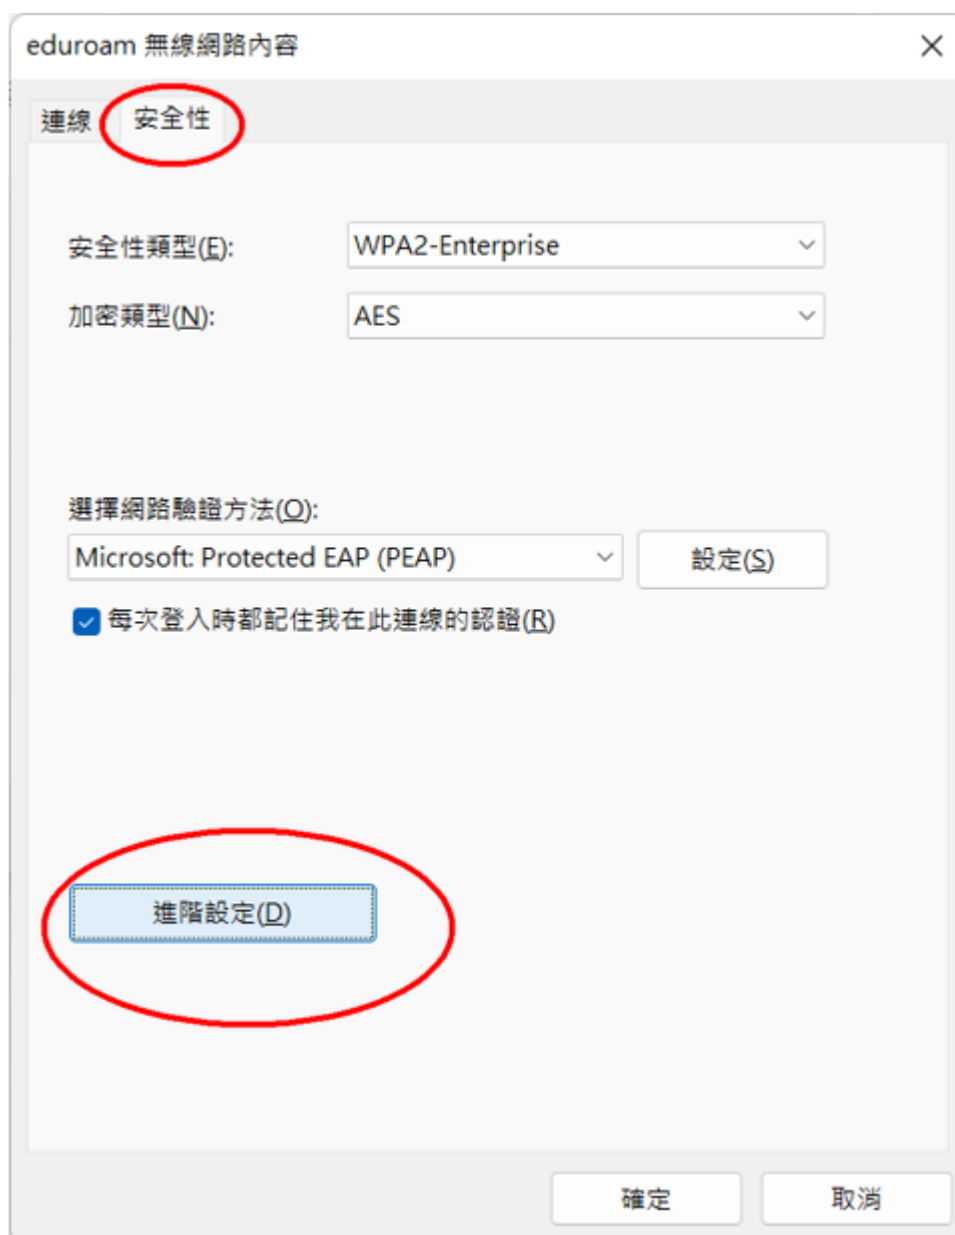 eduroam 無線網路內容
連線 安全性
安全性類型(E): WPA2-Enterprise
加密類型(N): AES
選擇網路驗證方法(O):
Microsoft: Protected EAP (PEAP) 設定(S)
每次登入時都記住我在此連線的認證(R)
進階設定(D)
確定 取消